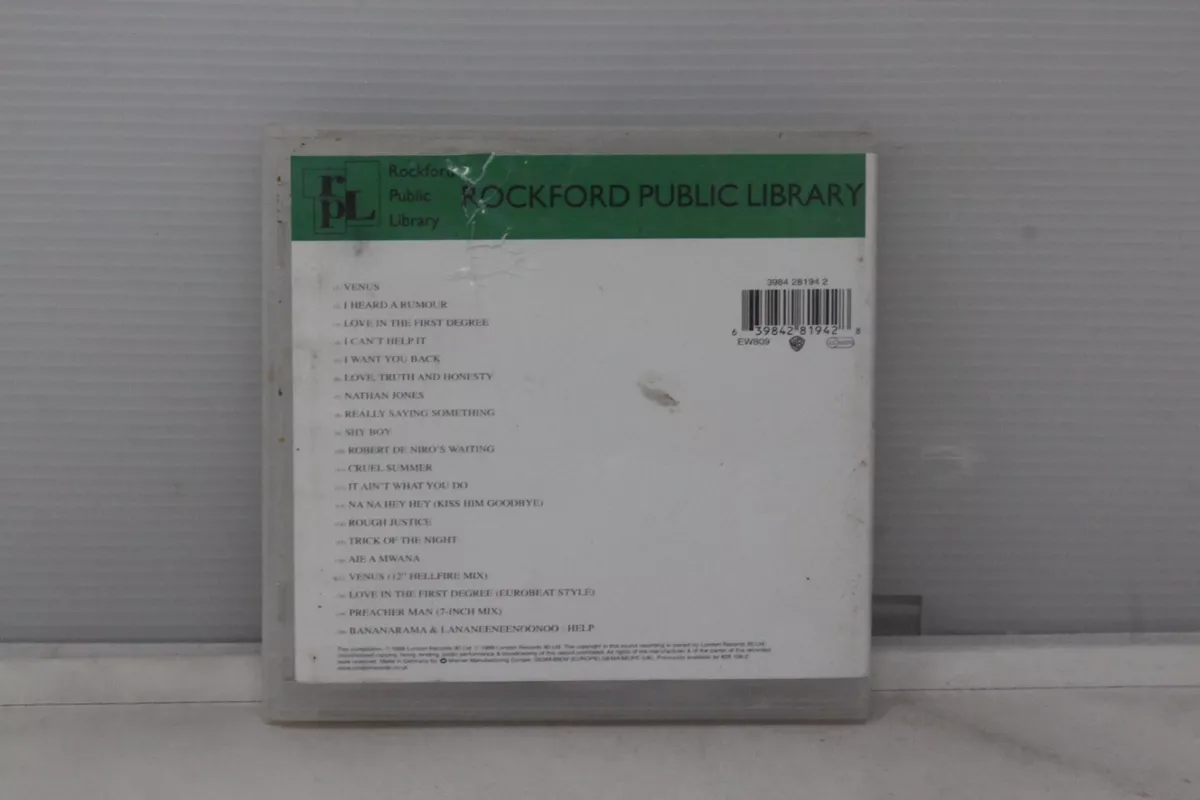 rpL
Rockford
Public
Library
ROCKFORD PUBLIC LIBRARY
3984 28194 2
6 39842 81942 8
EW809
VENUS
I HEARD A RUMOUR
LOVE IN THE FIRST DEGREE
I CAN'T HELP IT
I WANT YOU BACK
LOVE, TRUTH AND HONESTY
NATHAN JONES
REALLY SAYING SOMETHING
SHY BOY
ROBERT DE NIRO'S WAITING
CRUEL SUMMER
IT AIN'T WHAT YOU DO
NA NA HEY HEY (KISS HIM GOODBYE)
ROUGH JUSTICE
TRICK OF THE NIGHT
AIE A MWANA
VENUS (12" HELLFIRE MIX)
LOVE IN THE FIRST DEGREE (EUROBEAT STYLE)
PREACHER MAN (7-INCH MIX)
BANANARAMA & LANANEENEENOONOO : HELP